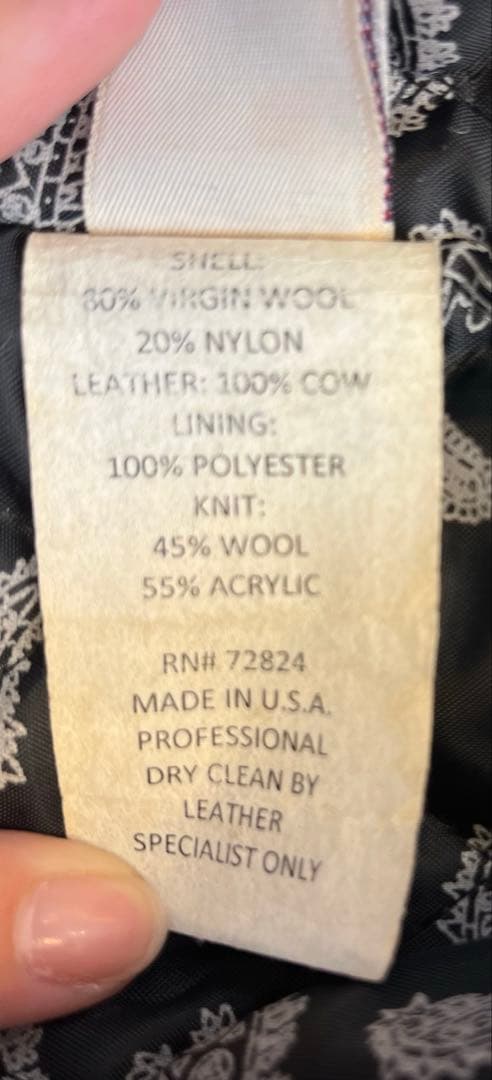 SHELL:
80% VIRGIN WOOL
20% NYLON
LEATHER: 100% COW
LINING:
100% POLYESTER
KNIT:
45% WOOL
55% ACRYLIC
RN# 72824
MADE IN U.S.A.
PROFESSIONAL
DRY CLEAN BY
LEATHER
SPECIALIST ONLY